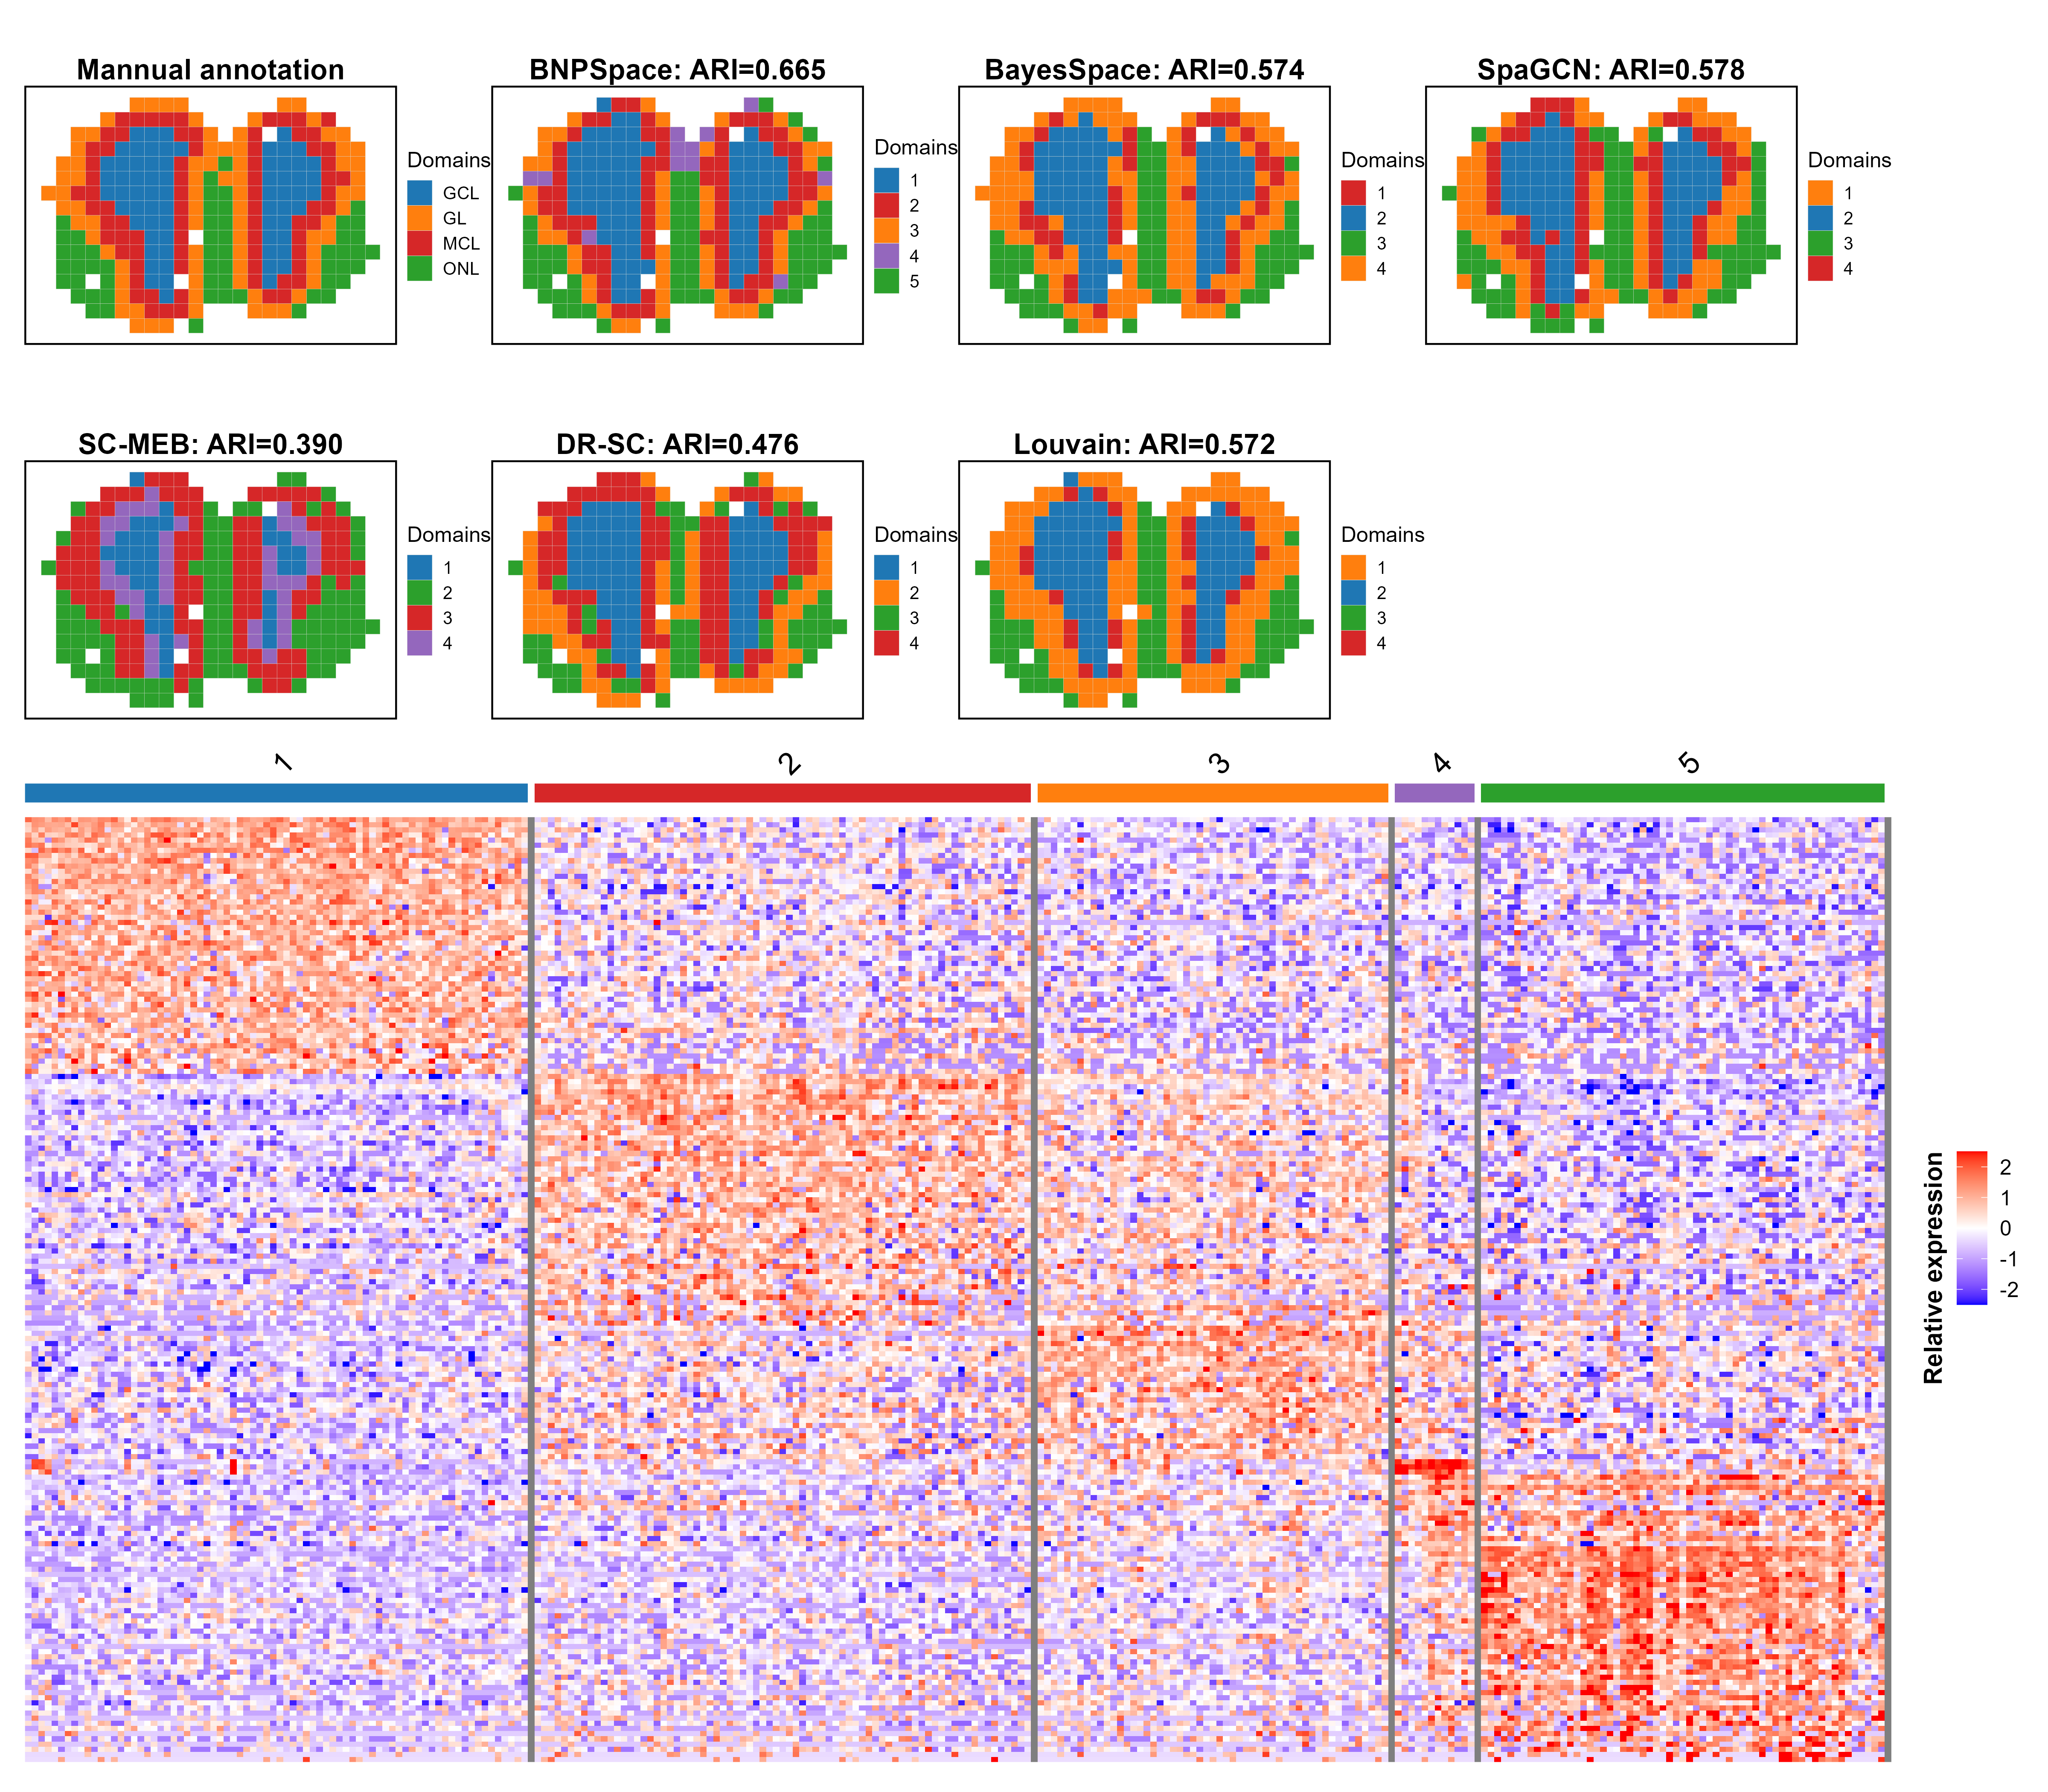 Mannual annotation
Domains
GCL
GL
MCL
ONL
BNPSpace: ARI=0.665
Domains
1
2
3
4
5
BayesSpace: ARI=0.574
Domains
1
2
3
4
SpaGCN: ARI=0.578
Domains
1
2
3
4
SC-MEB: ARI=0.390
Domains
1
2
3
4
DR-SC: ARI=0.476
Domains
1
2
3
4
Louvain: ARI=0.572
Domains
1
2
3
4
1 2 3 4 5
Relative expression
2
1
0
-1
-2